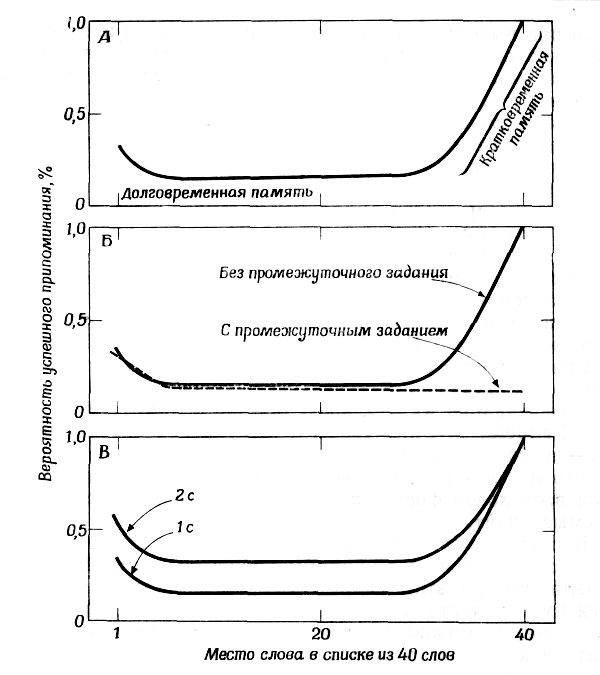 Вероятность успешного припоминания, %
1,0
А
0,5
0
Долговременная память
Кратковременная
память
1,0
Б
Без промежуточного задания
0,5
С промежуточным заданием
0
1,0
В
2 с
0,5
1 с
0
1
20
40
Место слова в списке из 40 слов